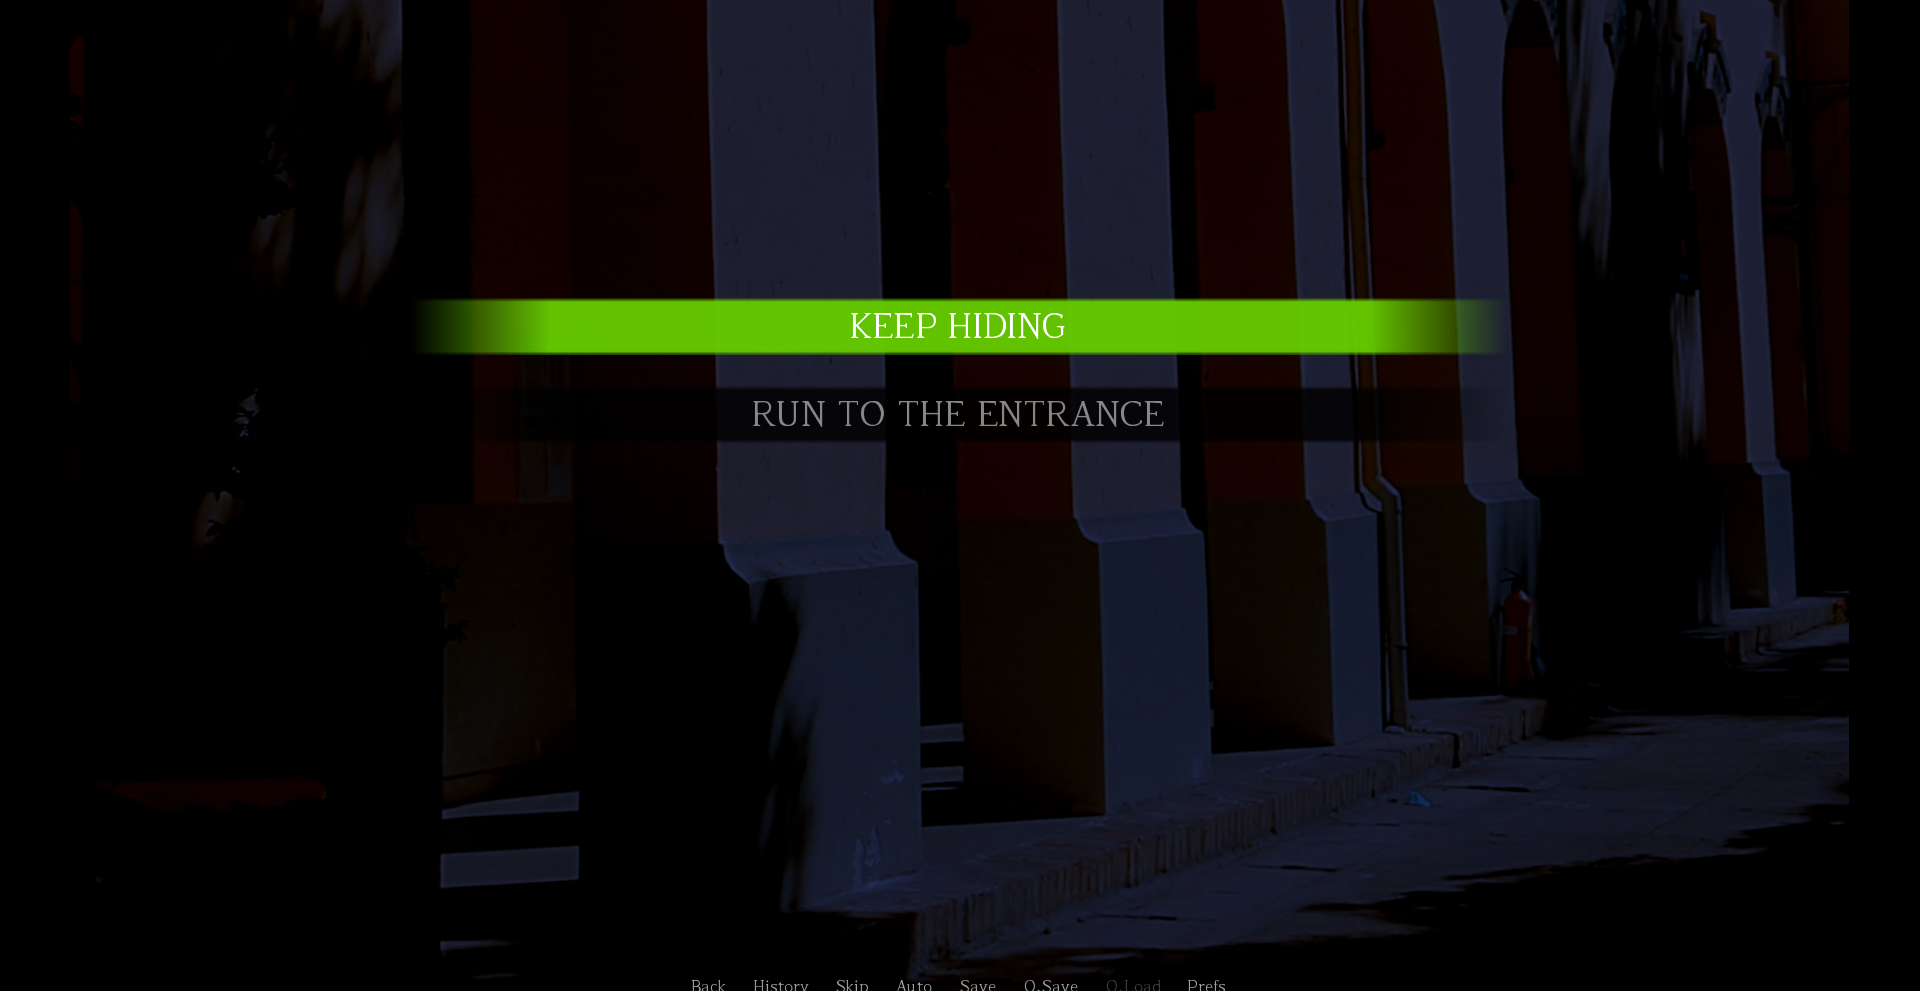 KEEP HIDING
RUN TO THE ENTRANCE
Back History Skip Auto Save Q.Save Q.Load Prefs